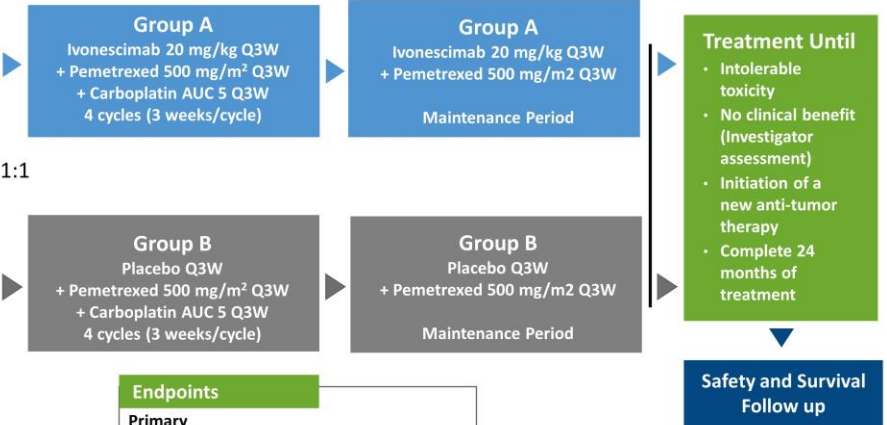 Group A
Ivonescimab 20 mg/kg Q3W
+ Pemetrexed 500 mg/m² Q3W
+ Carboplatin AUC 5 Q3W
4 cycles (3 weeks/cycle)
Group A
Ivonescimab 20 mg/kg Q3W
+ Pemetrexed 500 mg/m2 Q3W
Maintenance Period
Treatment Until
· Intolerable
toxicity
· No clinical benefit
(Investigator
assessment)
· Initiation of a
new anti-tumor
therapy
· Complete 24
months of
treatment
1:1
Group B
Placebo Q3W
+ Pemetrexed 500 mg/m² Q3W
+ Carboplatin AUC 5 Q3W
4 cycles (3 weeks/cycle)
Group B
Placebo Q3W
+ Pemetrexed 500 mg/m2 Q3W
Maintenance Period
Safety and Survival
Follow up
Endpoints
Primary